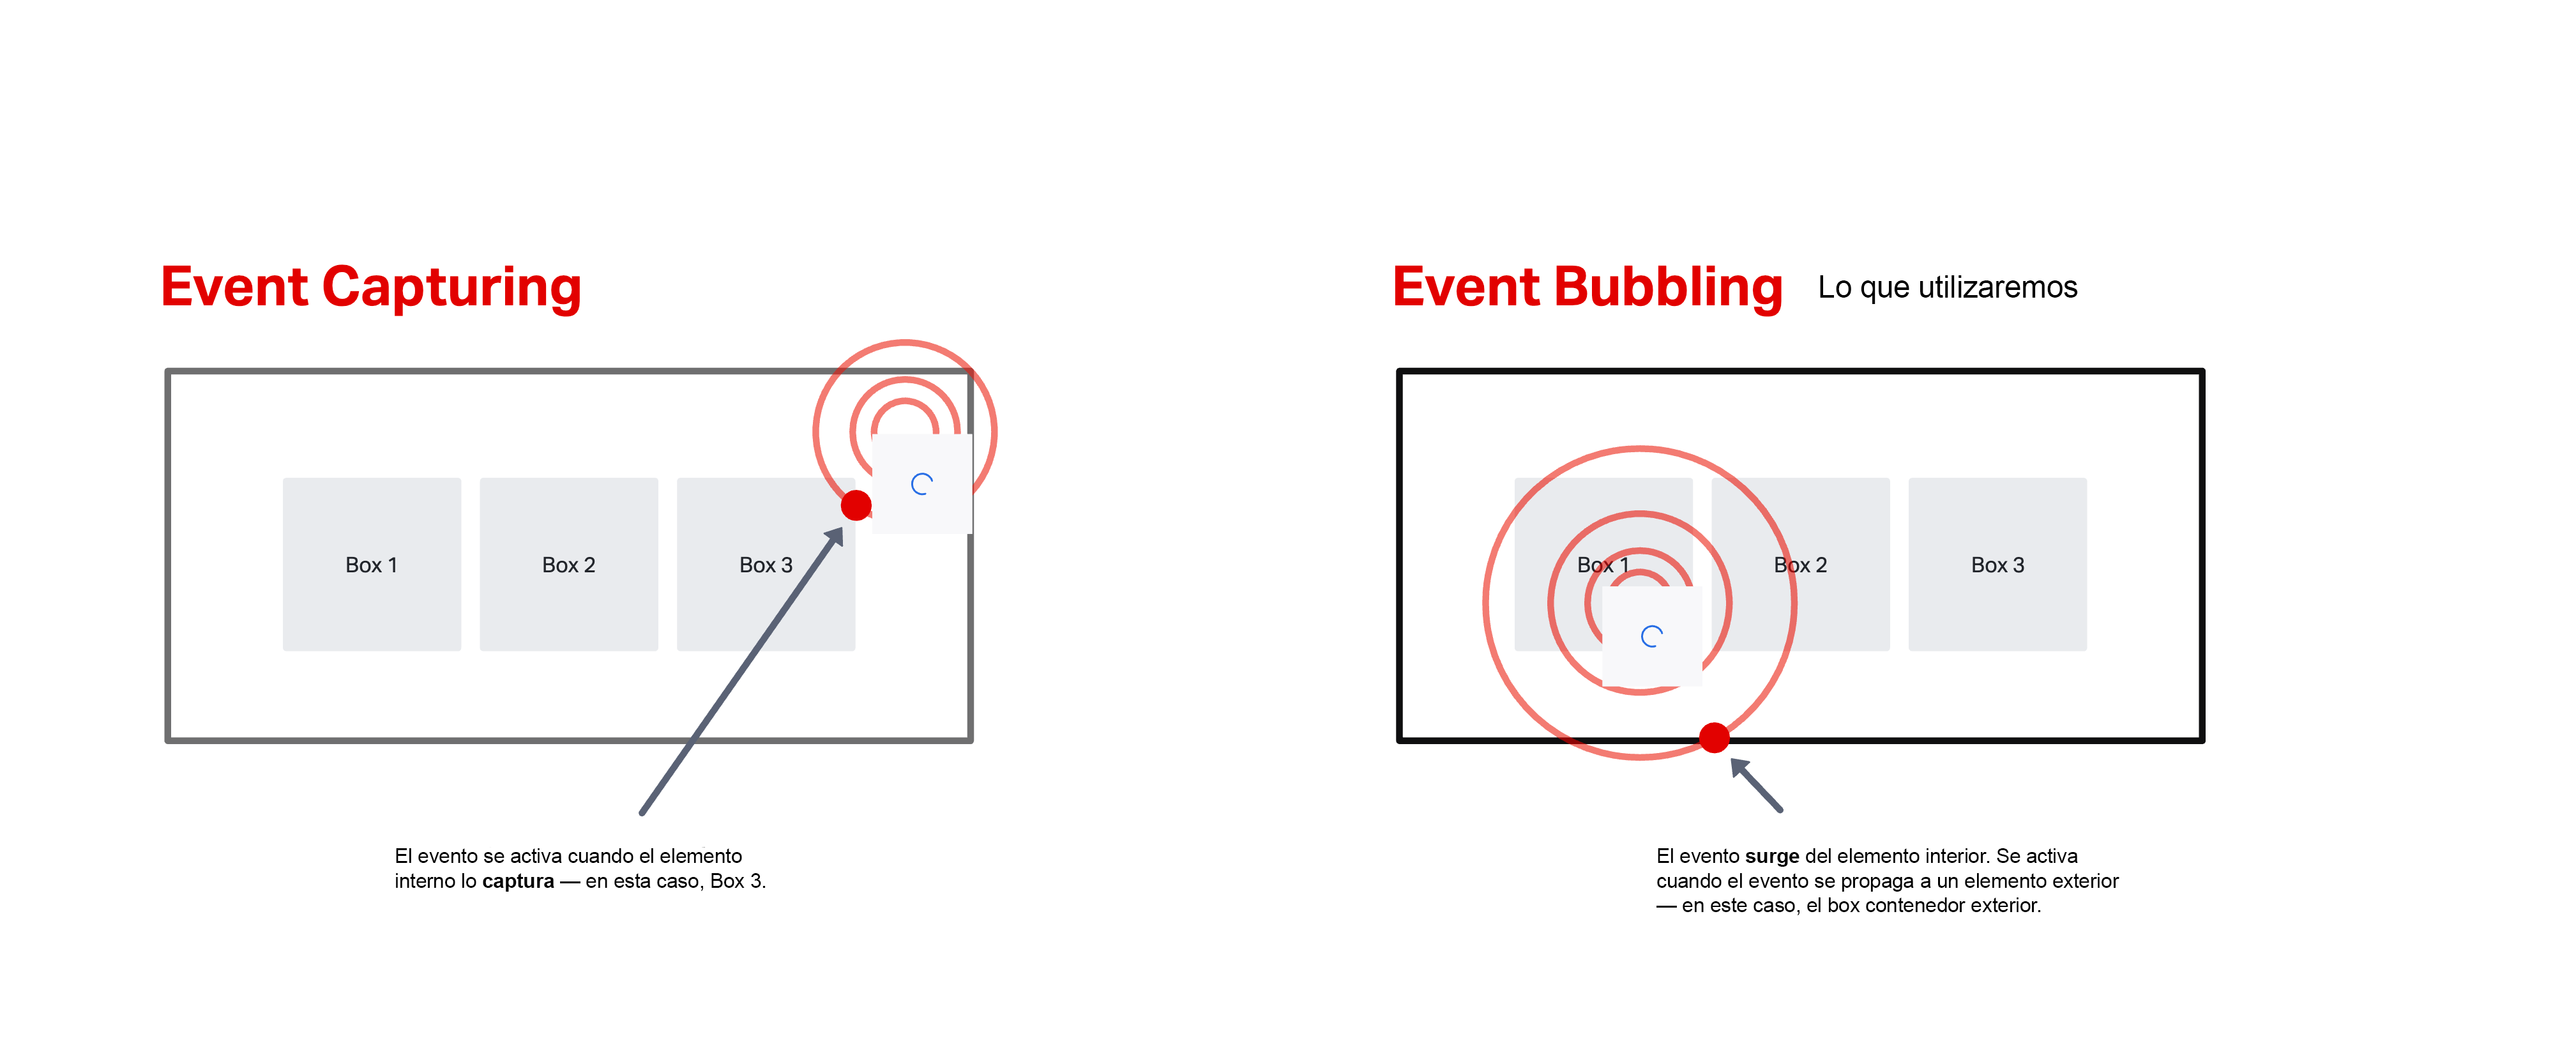 Event Capturing
Box 1
Box 2
Box 3
El evento se activa cuando el elemento
interno lo captura — en esta caso, Box 3.
Event Bubbling
Lo que utilizaremos
Box 1
Box 2
Box 3
El evento surge del elemento interior. Se activa
cuando el evento se propaga a un elemento exterior
— en este caso, el box contenedor exterior.